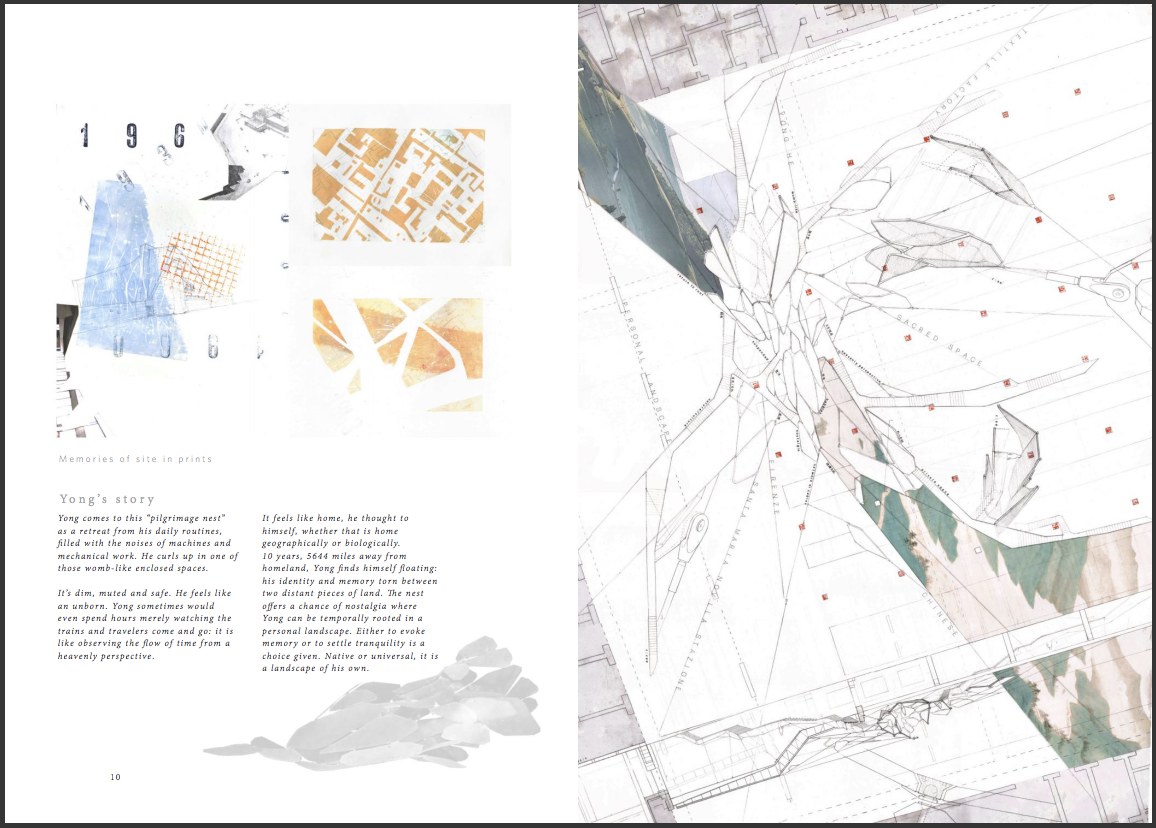 1 9 6
Memories of site in prints
Yong's story
Yong comes to this "pilgrimage nest"
as a retreat from his daily routines,
filled with the noises of machines and
mechanical work. He curls up in one of
those womb-like enclosed spaces.
It's dim, muted and safe. He feels like
an unborn. Yong sometimes would
even spend hours merely watching the
trains and travelers come and go: it is
like observing the flow of time from a
heavenly perspective.
It feels like home, he thought to
himself, whether that is home
geographically or biologically.
10 years, 5644 miles away from
homeland, Yong finds himself floating:
his identity and memory torn between
two distant pieces of land. The nest
offers a chance of nostalgia where
Yong can be temporally rooted in a
personal landscape. Either to evoke
memory or to settle tranquility is a
choice given. Native or universal, it is
a landscape of his own.
10
TEXTILE FACTORY
SONG HE
SACRED SPACE
PERSONAL LANDSCAPE
FIRENZE
SANTA MARIA NOVELLA STAZIONE
CHINESE